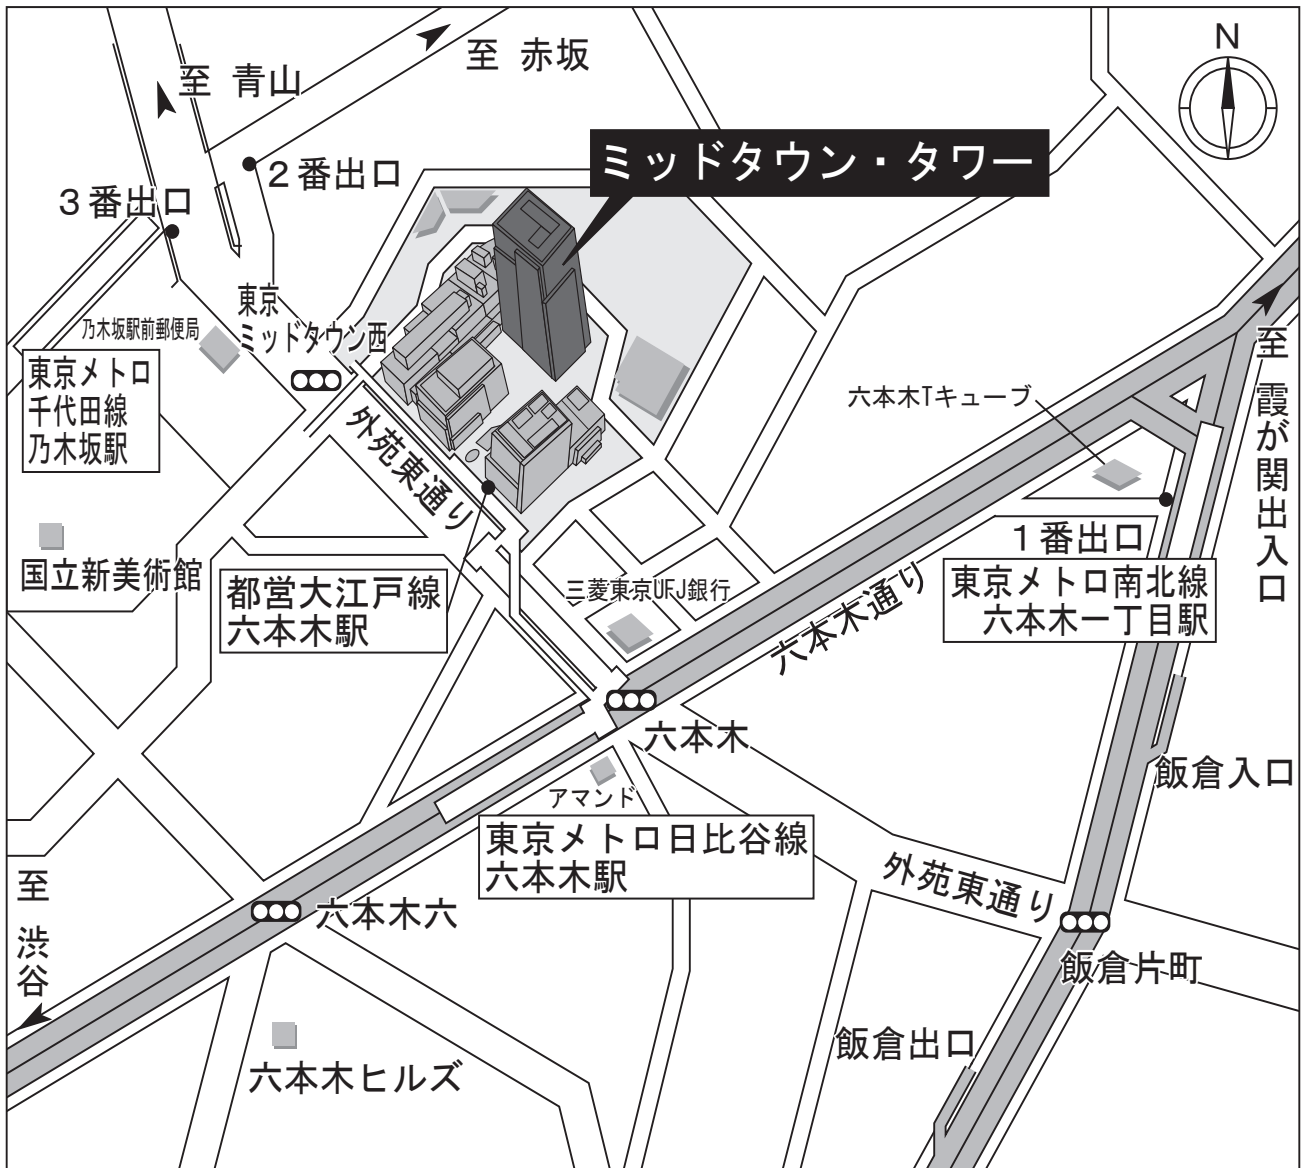 N
至 赤坂
至 青山
ミッドタウン・タワー
2番出口
3番出口
東京
ミッドタウン西
乃木坂駅前郵便局
東京メトロ
千代田線
乃木坂駅
外苑東通り
六本木Tキューブ
至 霞が関出入口
国立新美術館
都営大江戸線
六本木駅
三菱東京UFJ銀行
六本木通り
1番出口
東京メトロ南北線
六本木一丁目駅
六本木
飯倉入口
アマンド
東京メトロ日比谷線
六本木駅
外苑東通り
至 渋谷
六本木六
飯倉片町
飯倉出口
六本木ヒルズ